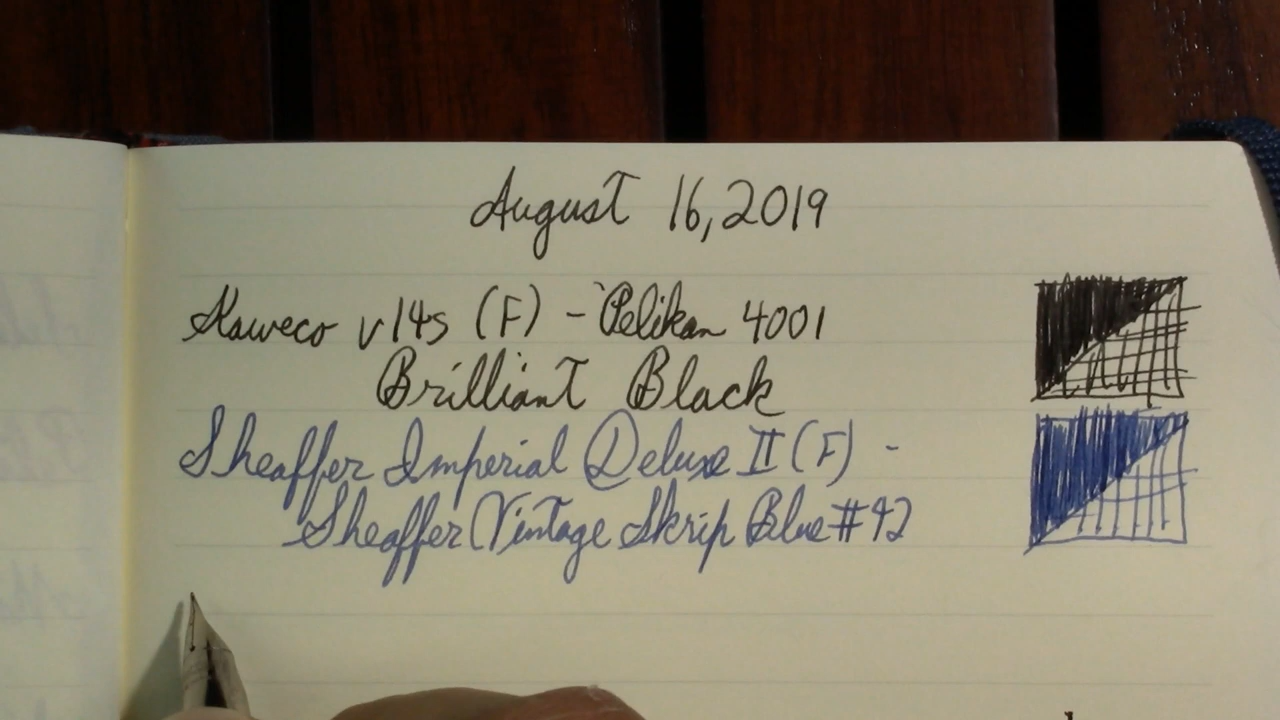 August 16, 2019
Kaweco v14s (F) - Pelikan 4001
Brilliant Black
Sheaffer Imperial Deluxe II (F) -
Sheaffer Vintage Skrip Blue #42